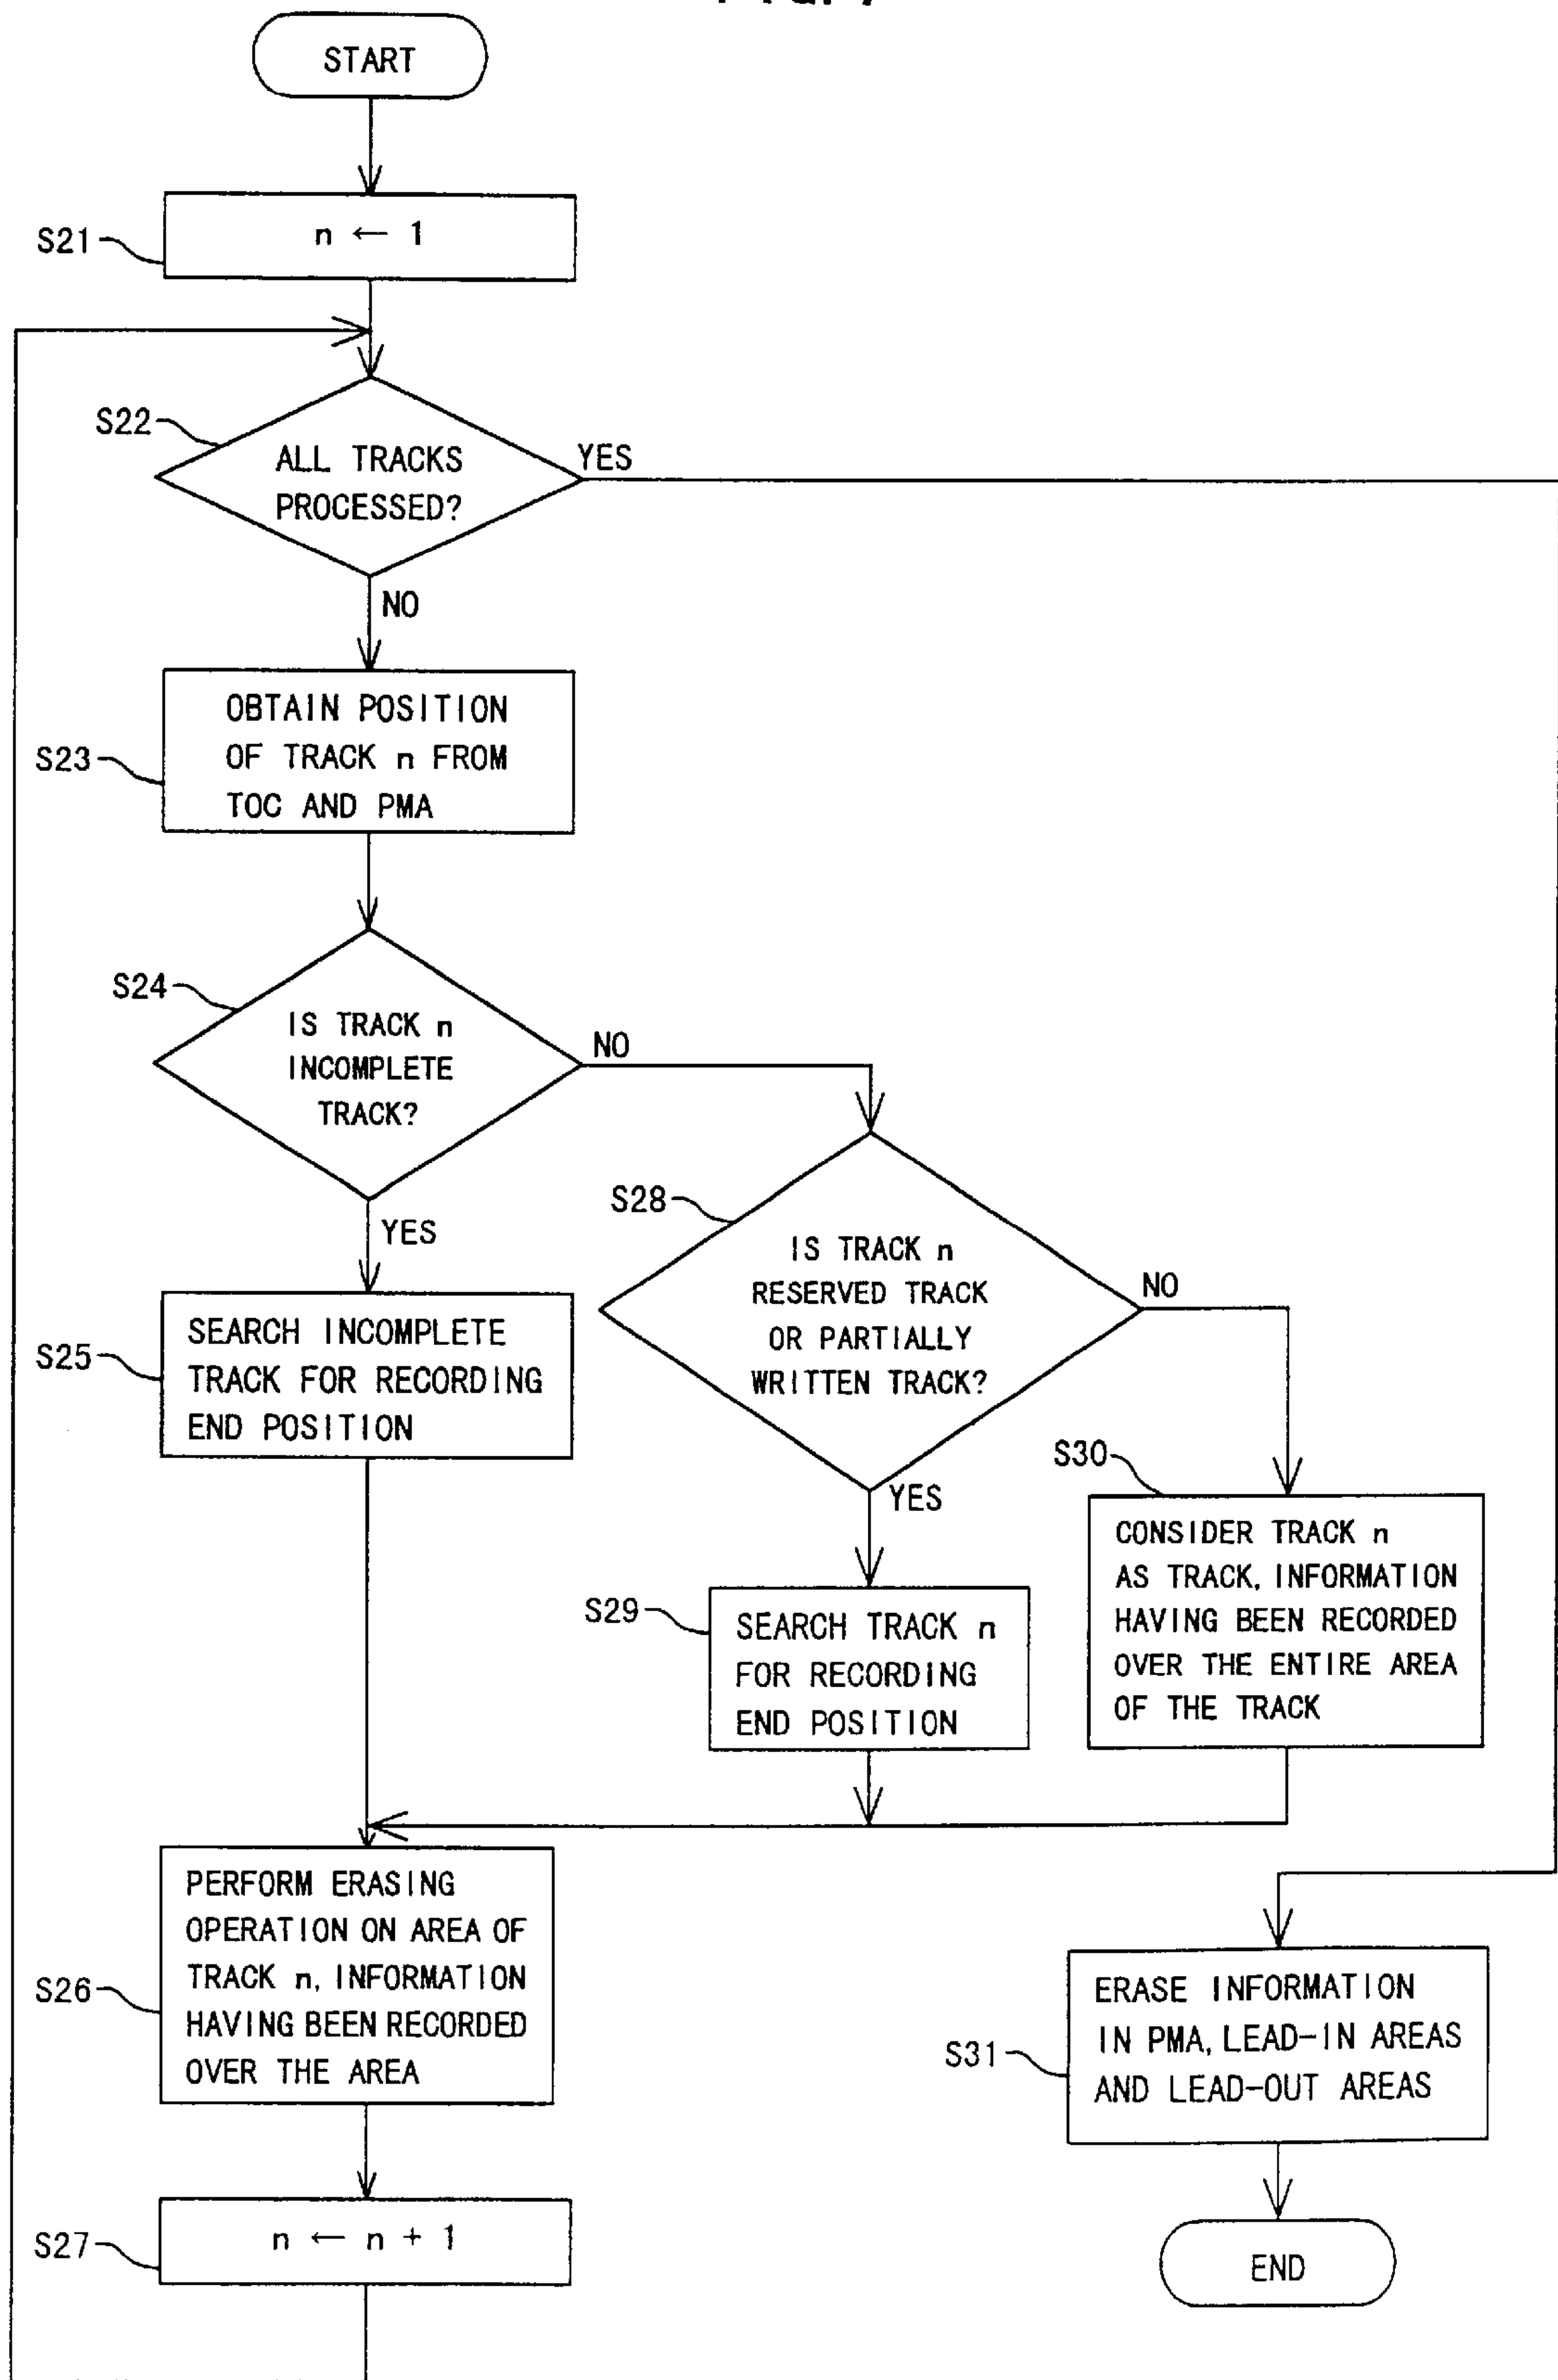 START
S21
n ← 1
S22
ALL TRACKS
PROCESSED?
YES
NO
S23
OBTAIN POSITION
OF TRACK n FROM
TOC AND PMA
S24
IS TRACK n
INCOMPLETE
TRACK?
NO
YES
S25
SEARCH INCOMPLETE
TRACK FOR RECORDING
END POSITION
S28
IS TRACK n
RESERVED TRACK
OR PARTIALLY
WRITTEN TRACK?
NO
YES
S29
SEARCH TRACK n
FOR RECORDING
END POSITION
S30
CONSIDER TRACK n
AS TRACK, INFORMATION
HAVING BEEN RECORDED
OVER THE ENTIRE AREA
OF THE TRACK
S26
PERFORM ERASING
OPERATION ON AREA OF
TRACK n, INFORMATION
HAVING BEEN RECORDED
OVER THE AREA
S27
n ← n + 1
S31
ERASE INFORMATION
IN PMA, LEAD-IN AREAS
AND LEAD-OUT AREAS
END